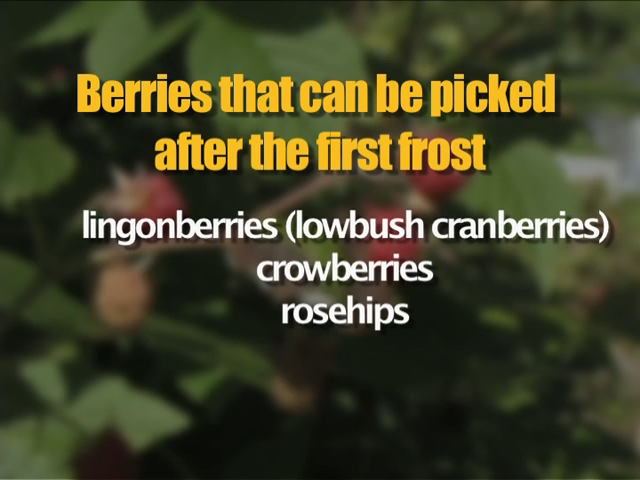 Berries that can be picked
after the first frost
lingonberries (lowbush cranberries)
crowberries
rosehips